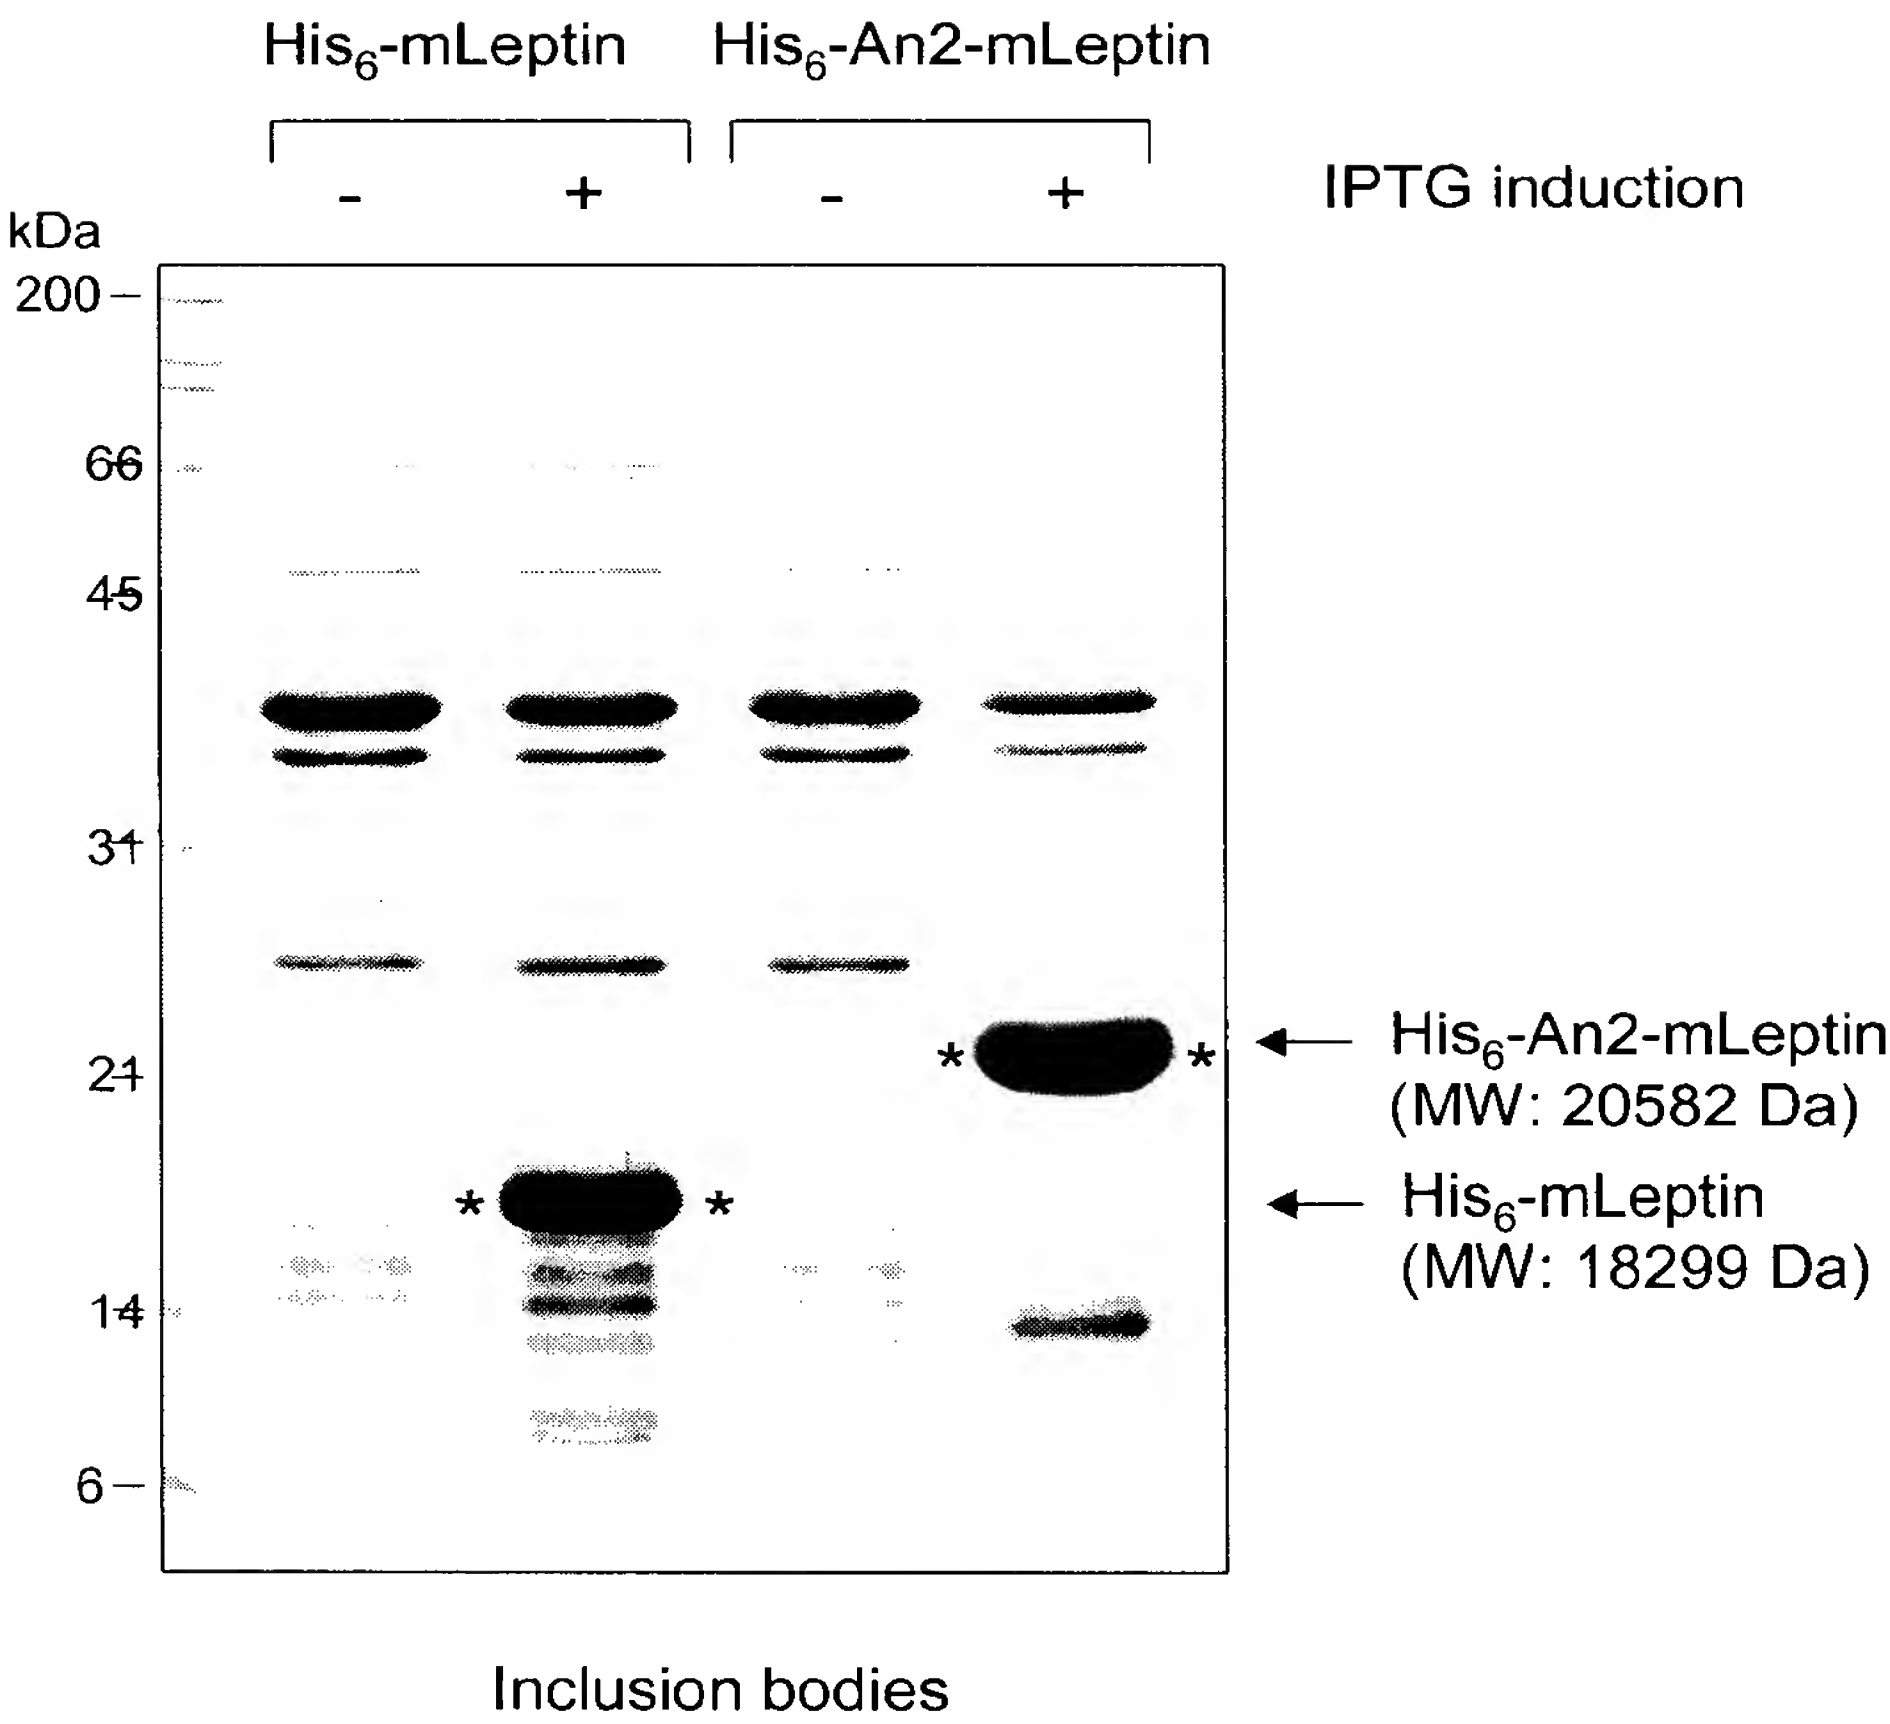 His₆-mLeptin His₆-An2-mLeptin
- + - + IPTG induction
kDa
200
66
45
31
* * His₆-An2-mLeptin
21
(MW: 20582 Da)
* * His₆-mLeptin
(MW: 18299 Da)
14
6
Inclusion bodies